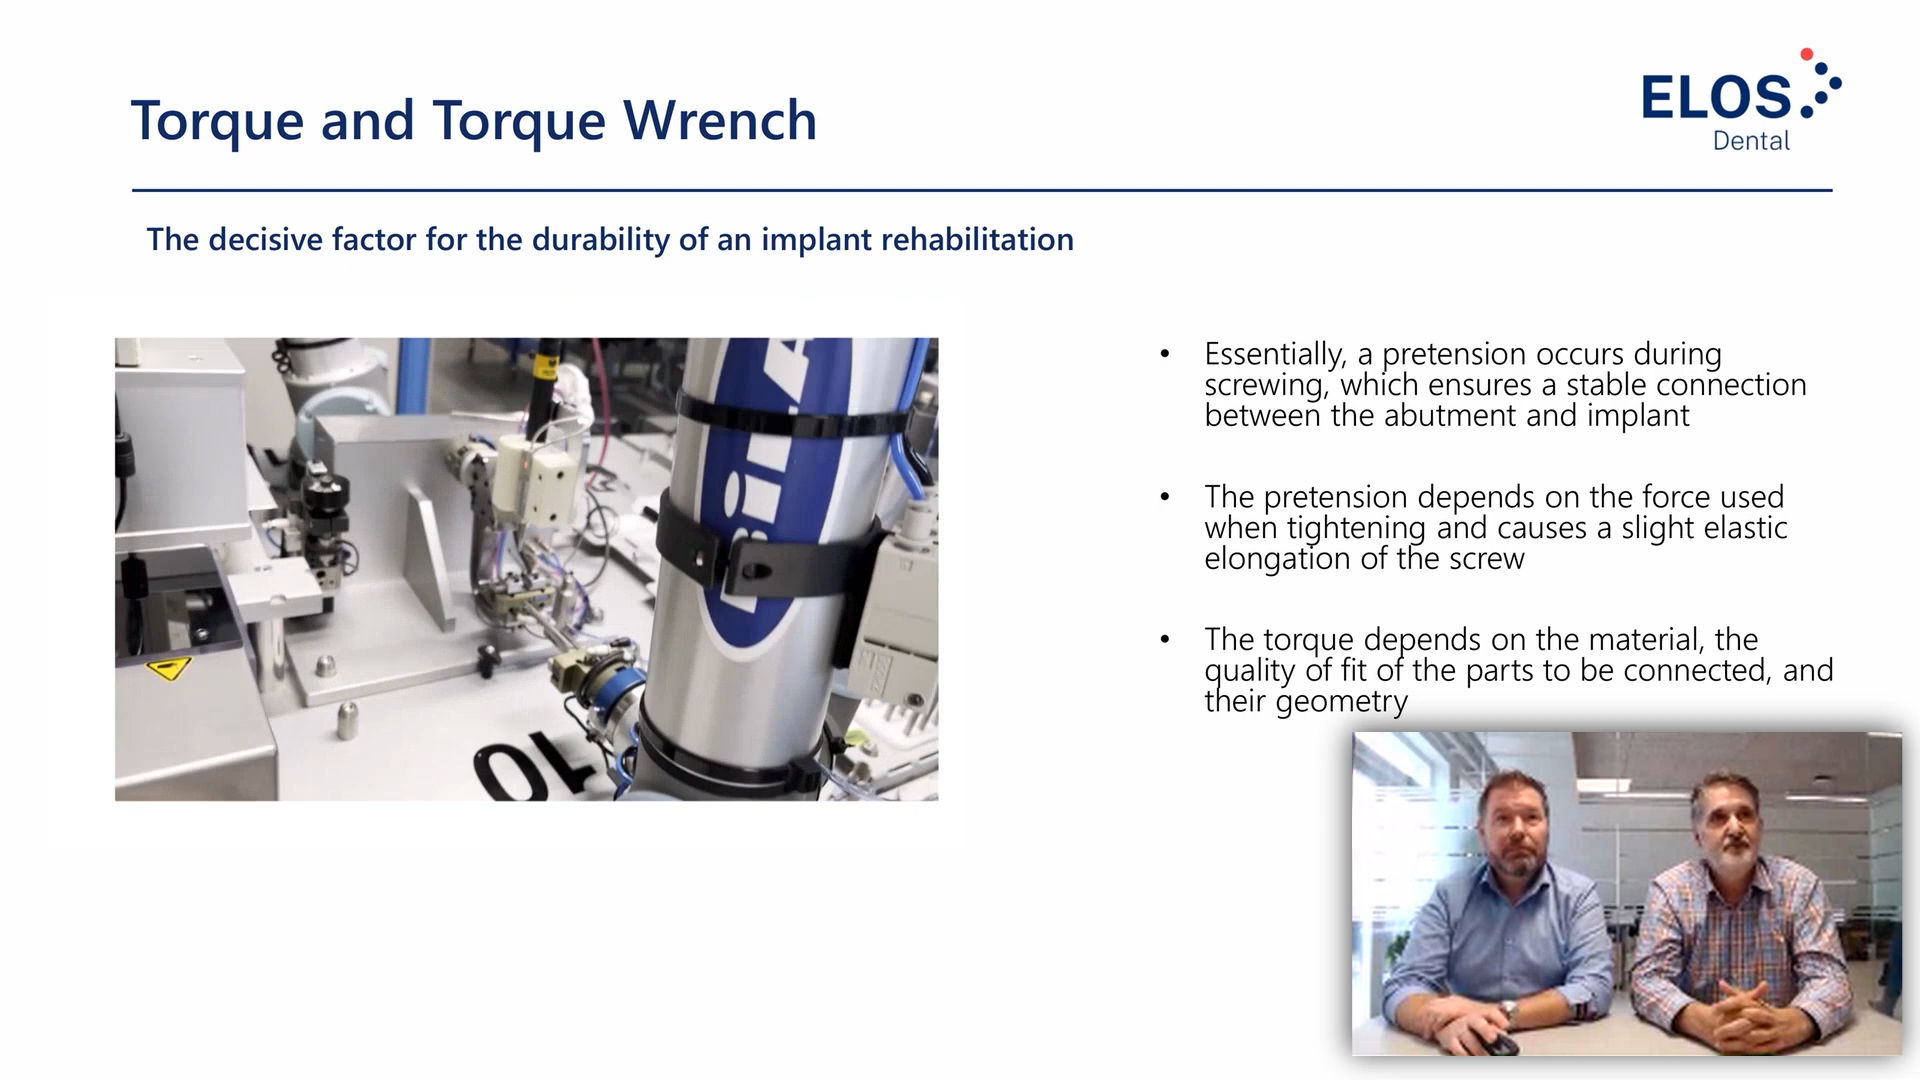 Torque and Torque Wrench
ELOS
Dental
The decisive factor for the durability of an implant rehabilitation
• Essentially, a pretension occurs during
screwing, which ensures a stable connection
between the abutment and implant
• The pretension depends on the force used
when tightening and causes a slight elastic
elongation of the screw
• The torque depends on the material, the
quality of fit of the parts to be connected, and
their geometry
10